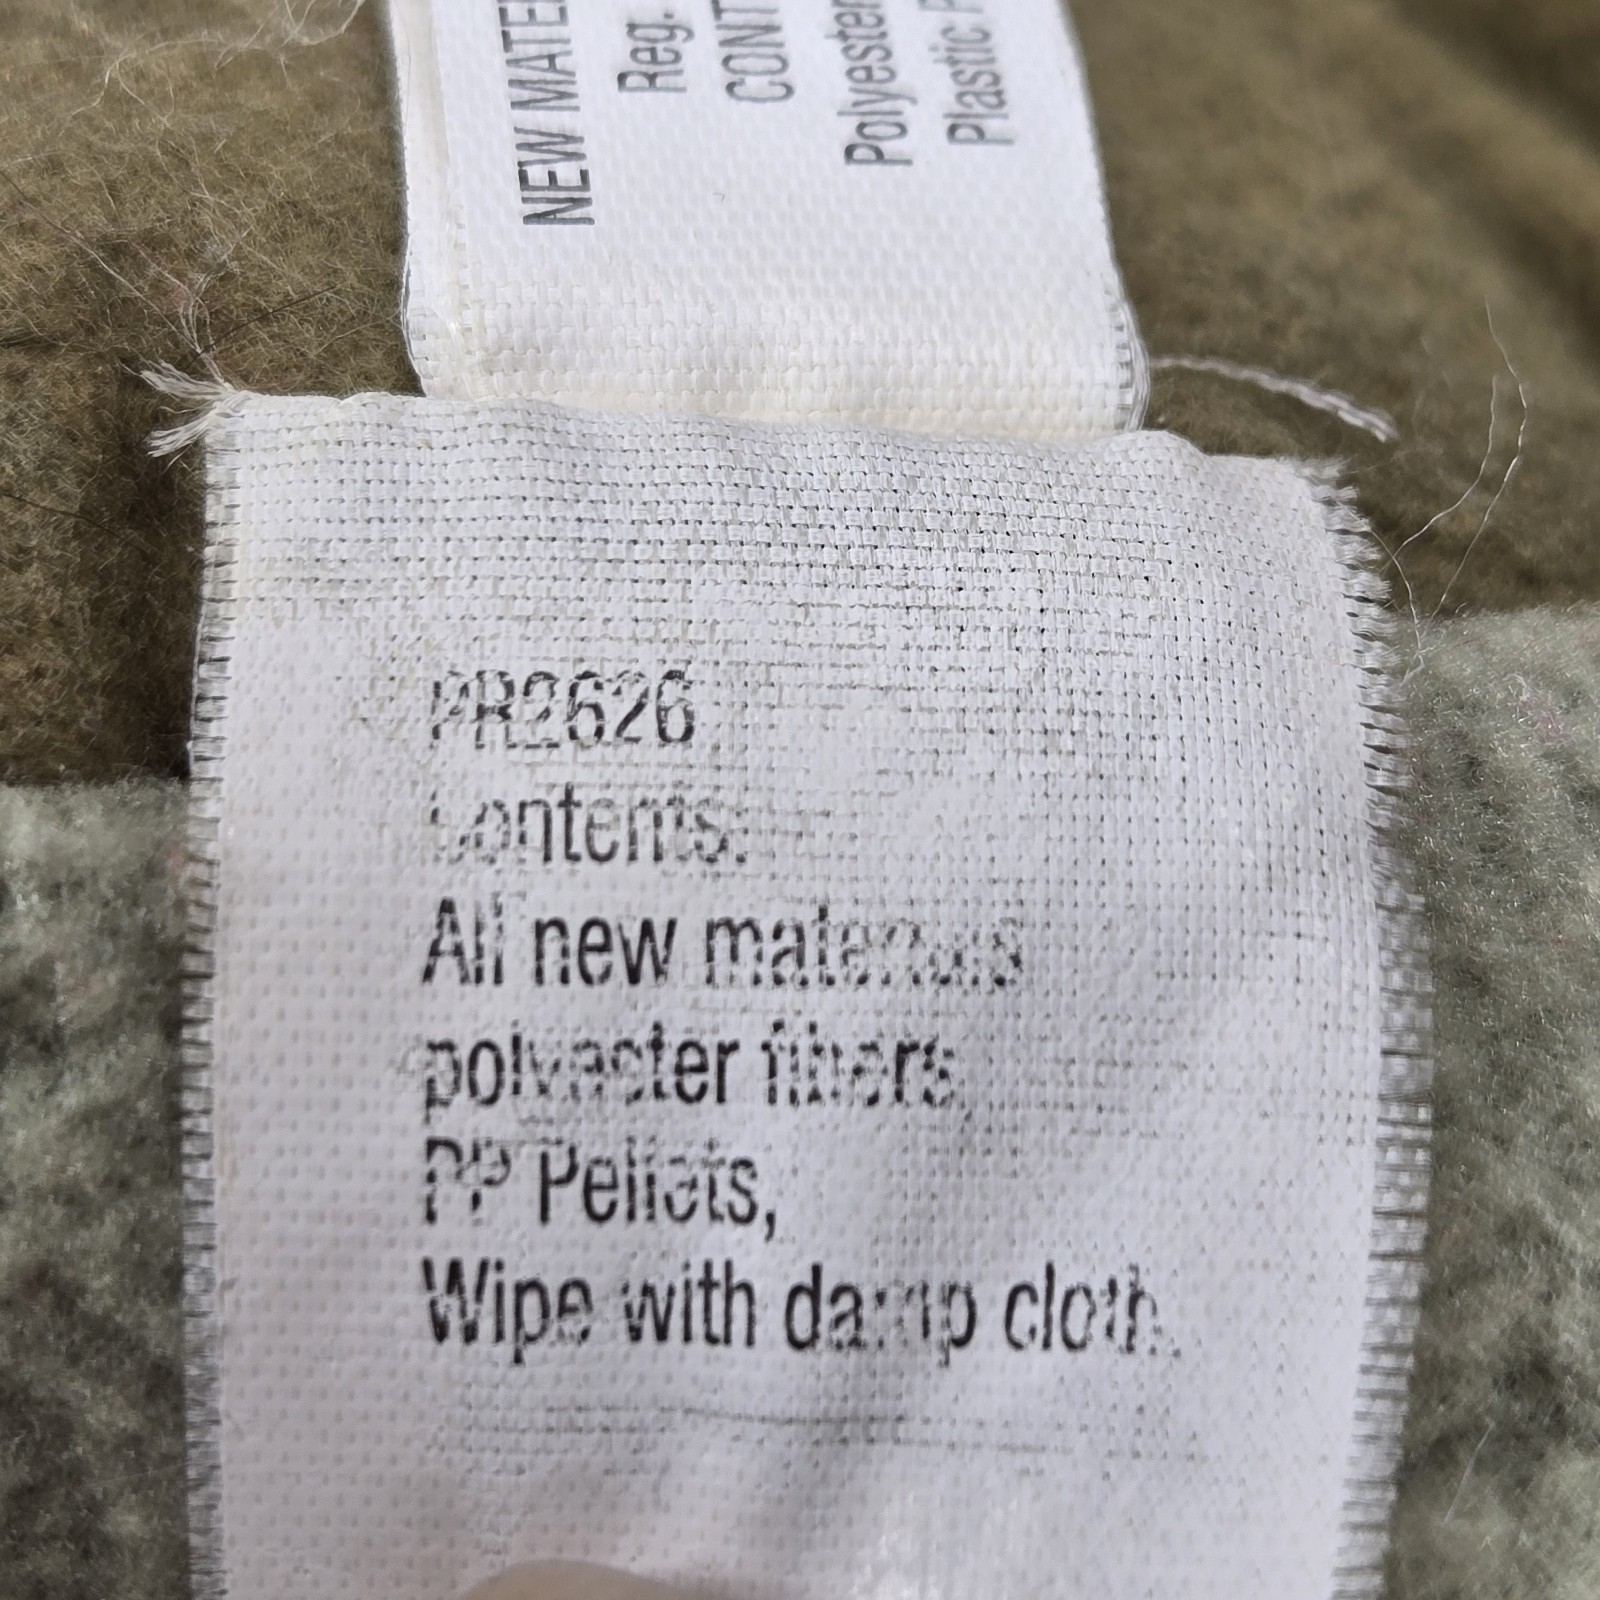 NEW MATE
Reg.
CONT
Polyester
Plastic P
PR2626
Contents:
All new materials
polyester fibers,
PP Pellets,
Wipe with damp cloth.